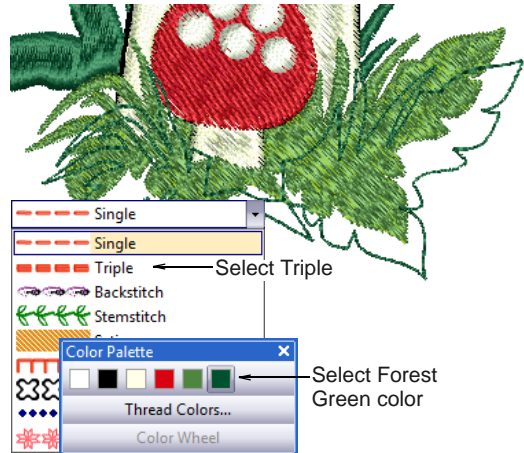 Single
Single
Triple
Select Triple
Backstitch
Stemstitch
Color Palette
Select Forest
Green color
Thread Colors...
Color Wheel